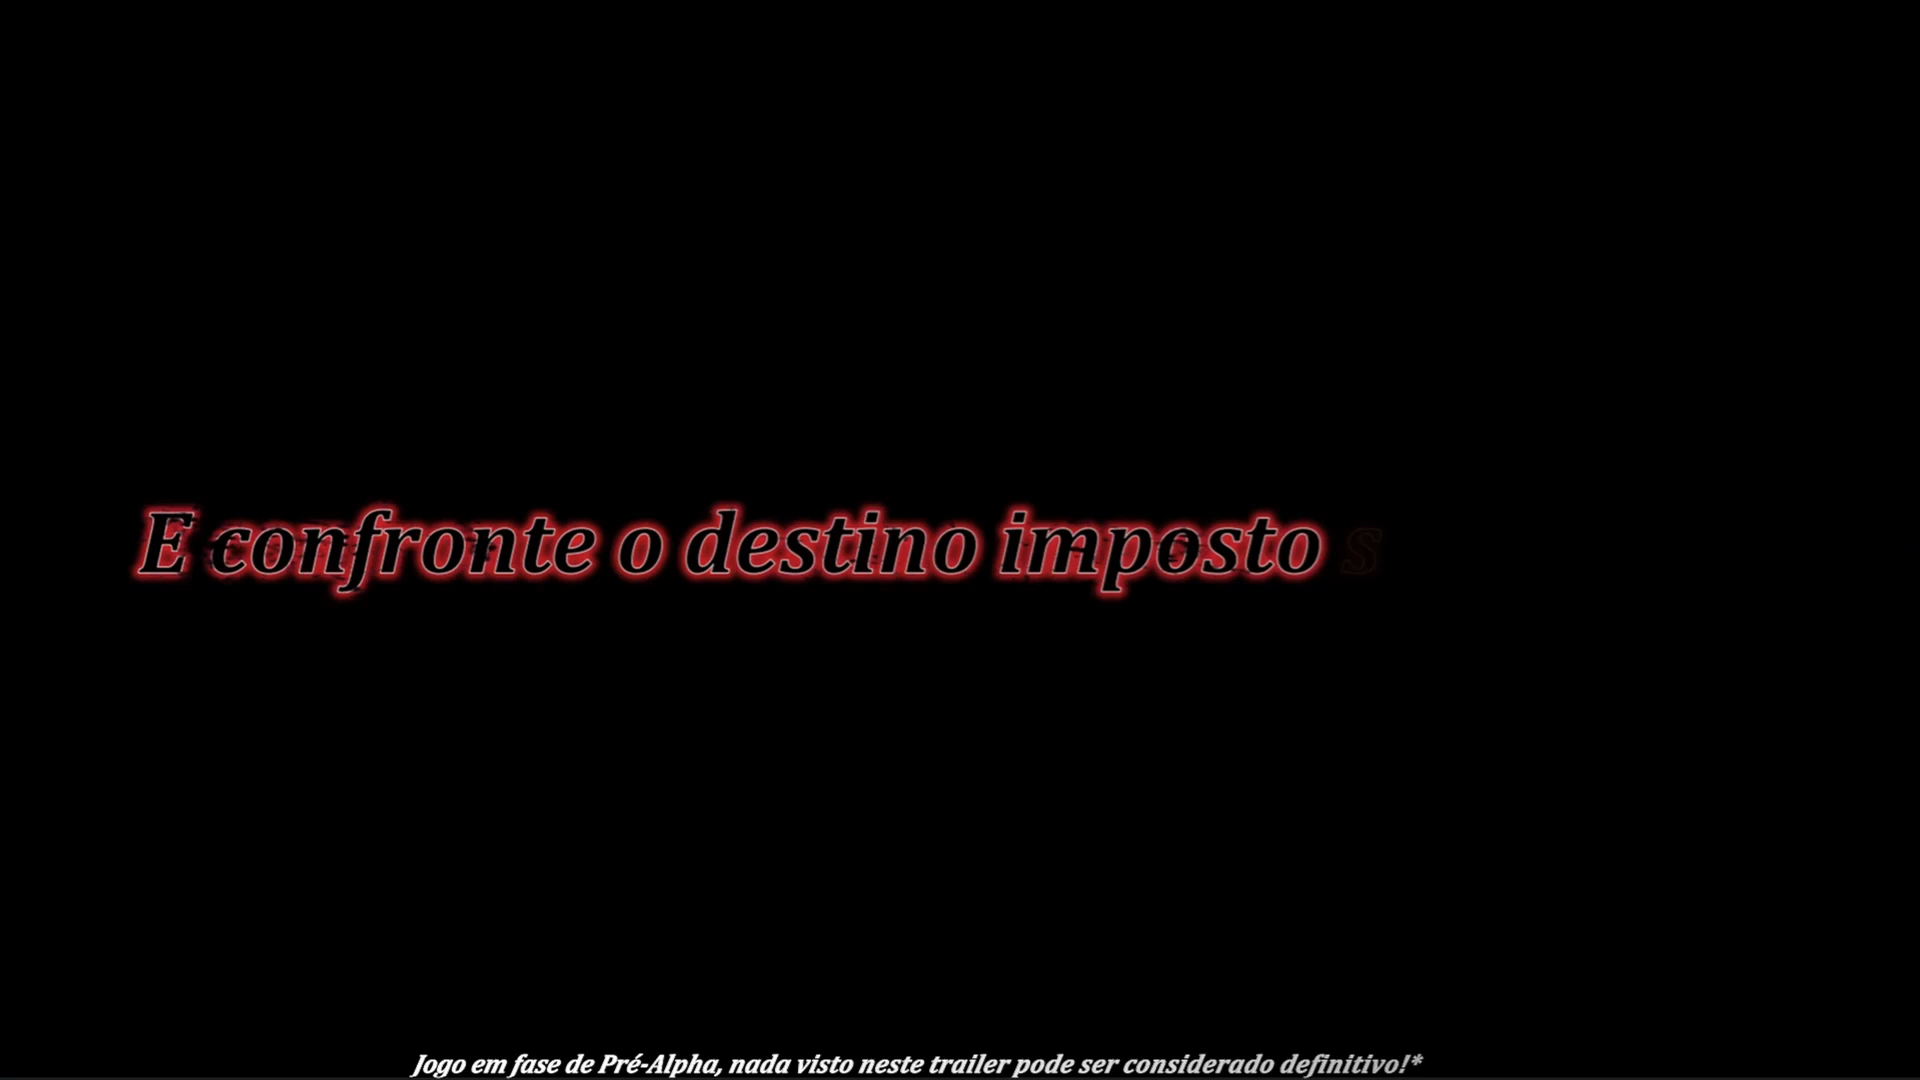 E confronte o destino imposto s
Jogo em fase de Pré-Alpha, nada visto neste trailer pode ser considerado definitivo!*